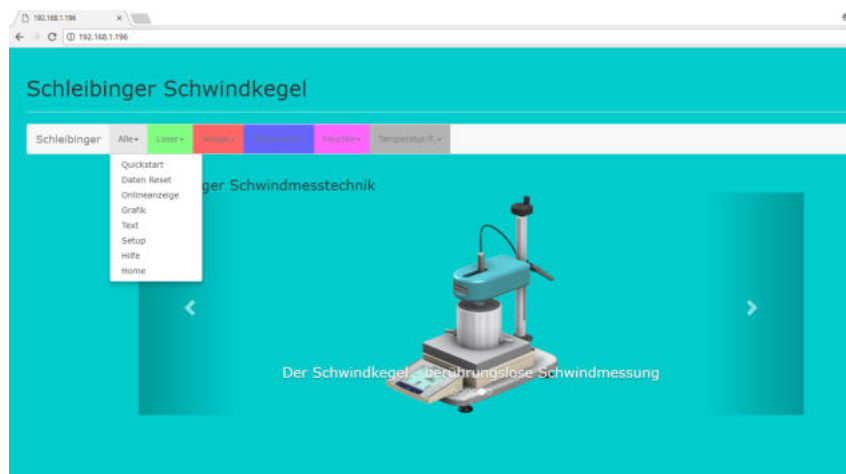 192.168.1.196
192.168.1.196
Schleibinger Schwindkegel
Schleibinger Alle Laser Waage Feuchte Temperatur/F.
Quickstart
Daten Reset
Onlineanzeige
Grafik
Text
Setup
Hilfe
Home
ger Schwindmesstechnik
Der Schwindkegel - berührungslose Schwindmessung